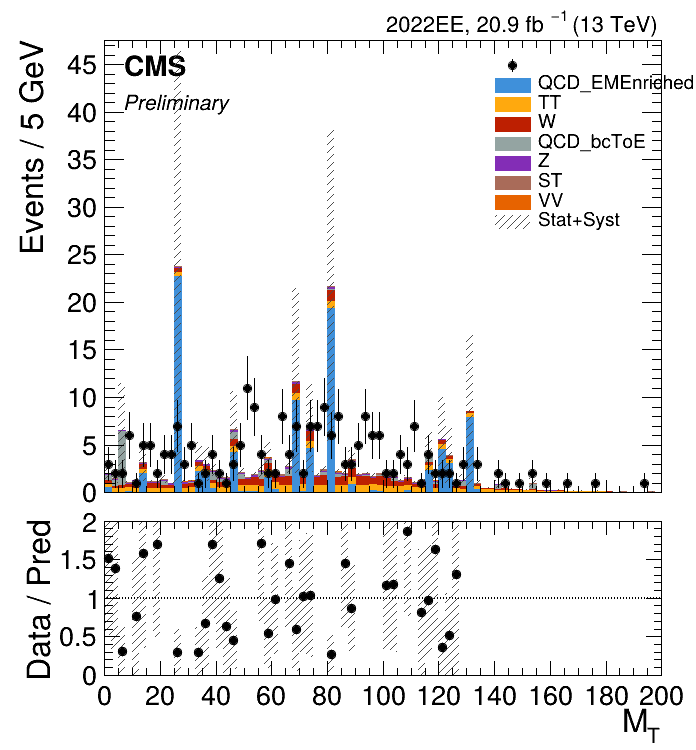 2022EE, 20.9 fb⁻¹ (13 TeV)
CMS
Preliminary
QCD_EMEnriched
TT
W
QCD_bcToE
Z
ST
VV
Stat+Syst
Events / 5 GeV
45
40
35
30
25
20
15
10
5
0
Data / Pred
2
1.5
1
0.5
0
0 20 40 60 80 100 120 140 160 180 200
M_T